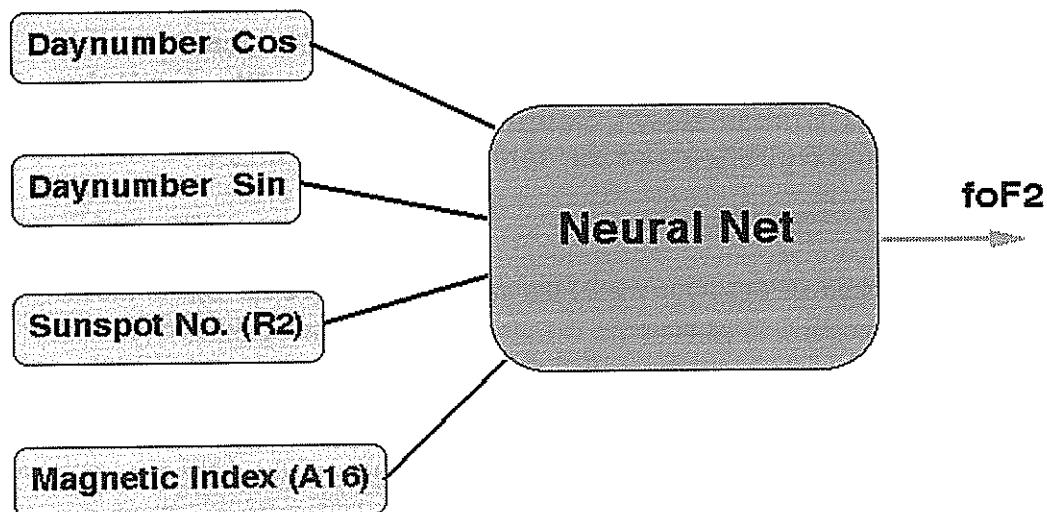 Daynumber Cos
Daynumber Sin
Sunspot No. (R2)
Magnetic Index (A16)
Neural Net
foF2